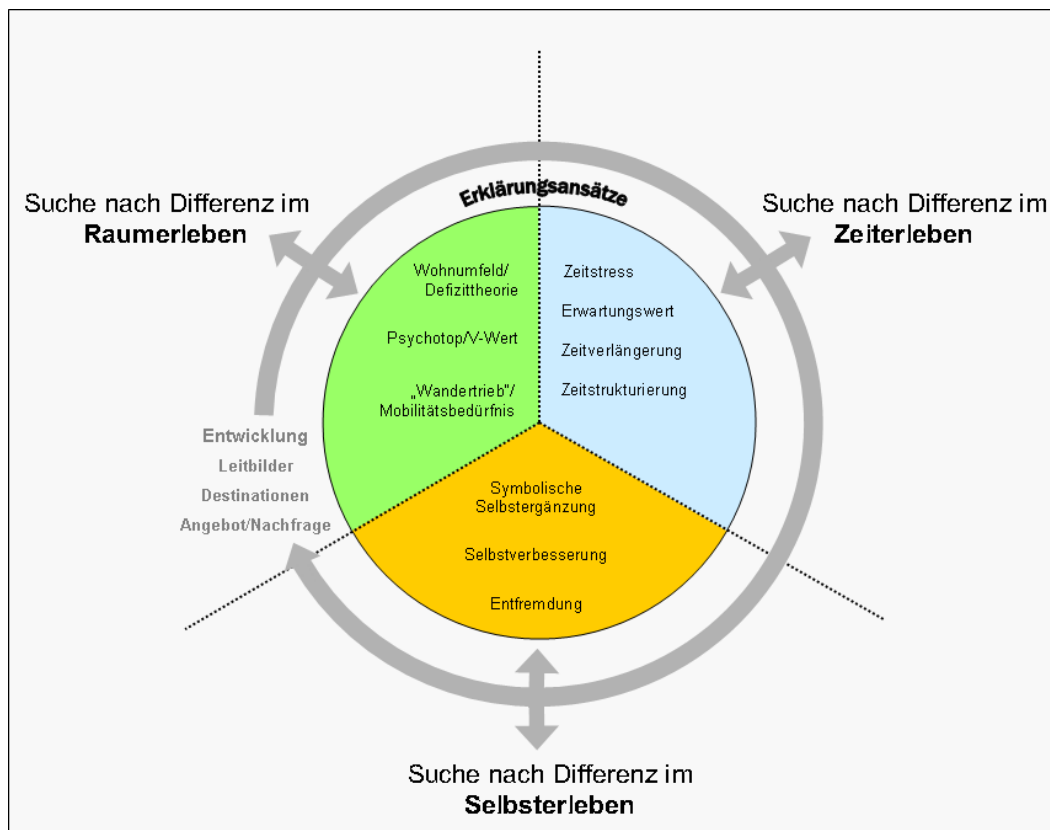 Erklärungsansätze
Suche nach Differenz im
Raumerleben
Suche nach Differenz im
Zeiterleben
Wohnumfeld/
Defizittheorie
Psychotop/V-Wert
„Wandertrieb"/
Mobilitätsbedürfnis
Zeitstress
Erwartungswert
Zeitverlängerung
Zeitstrukturierung
Entwicklung
Leitbilder
Destinationen
Angebot/Nachfrage
Symbolische
Selbstergänzung
Selbstverbesserung
Entfremdung
Suche nach Differenz im
Selbsterleben